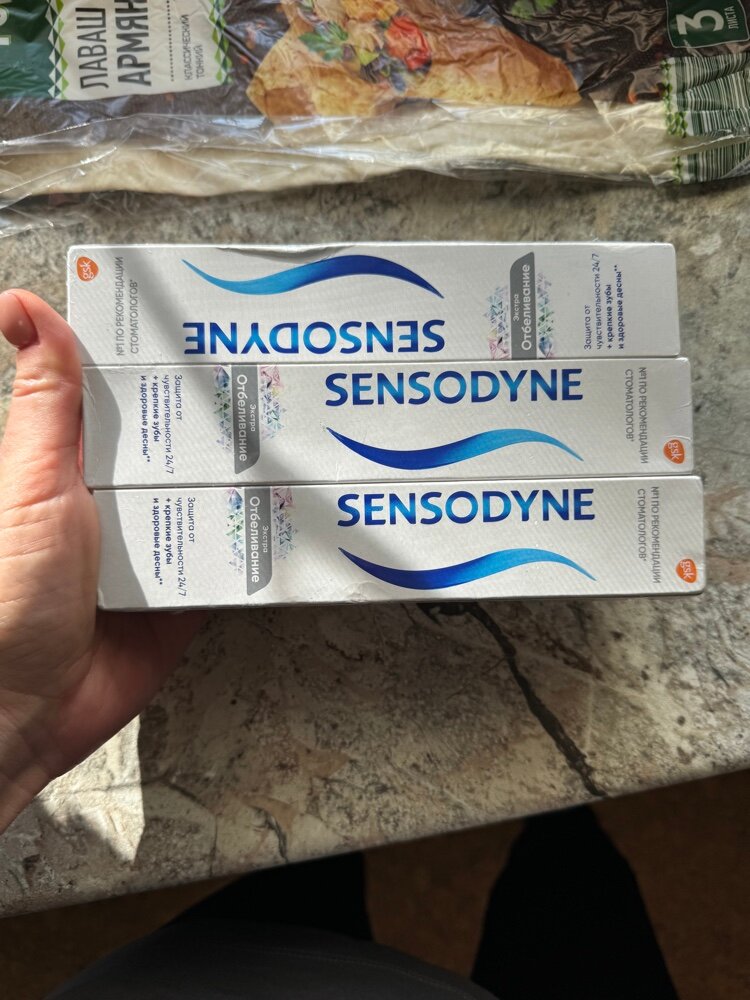 ЛАВАШ
АРМЯН
КЛАССИЧЕСКИЙ
ТОНКИЙ
3
ЛИСТА
gsk
№1 ПО РЕКОМЕНДАЦИИ
СТОМАТОЛОГОВ*
SENSODYNE
Экстра
Отбеливание
Защита от
чувствительности 24/7
+ крепкие зубы
и здоровые десны**
Защита от
чувствительности 24/7
+ крепкие зубы
и здоровые десны**
Экстра
Отбеливание
SENSODYNE
№1 ПО РЕКОМЕНДАЦИИ
СТОМАТОЛОГОВ*
gsk
Защита от
чувствительности 24/7
+ крепкие зубы
и здоровые десны**
Экстра
Отбеливание
SENSODYNE
№1 ПО РЕКОМЕНДАЦИИ
СТОМАТОЛОГОВ*
gsk